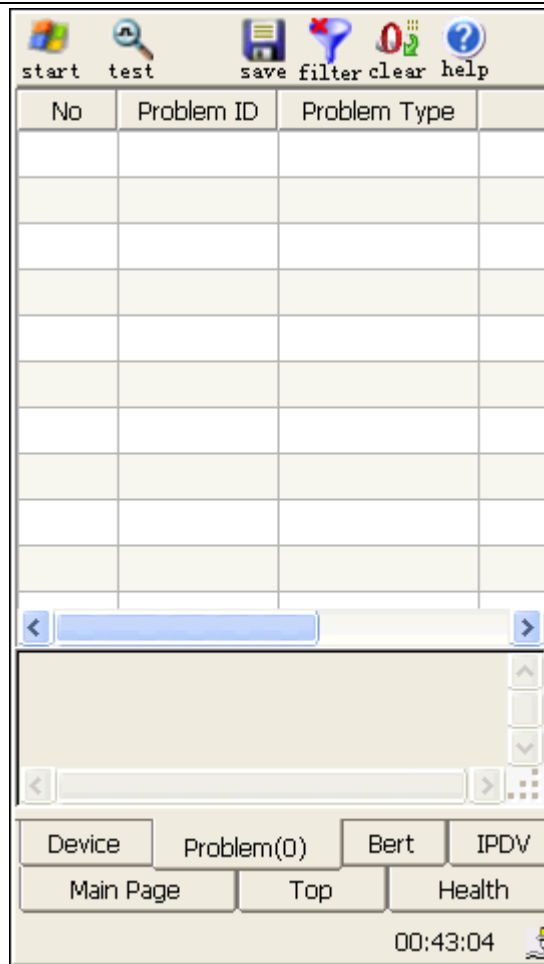 start test save filter clear help
No Problem ID Problem Type
Device Problem(0) Bert IPDV
Main Page Top Health
00:43:04